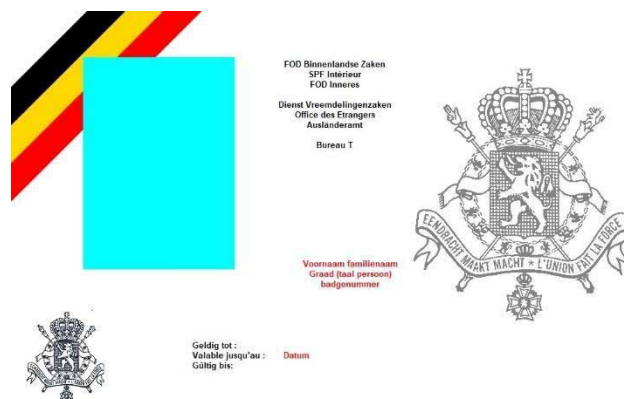 FOD Binnenlandse Zaken
SPF Intérieur
FOD Inneres
Dienst Vreemdelingenzaken
Office des Etrangers
Ausländeramt
Bureau T
EENDRACHT MAAKT MACHT * L'UNION FAIT LA FORCE
Voornaam familienaam
Graad (taal persoon)
badgenummer
Geldig tot :
Valable jusqu'au : Datum
Gültig bis: